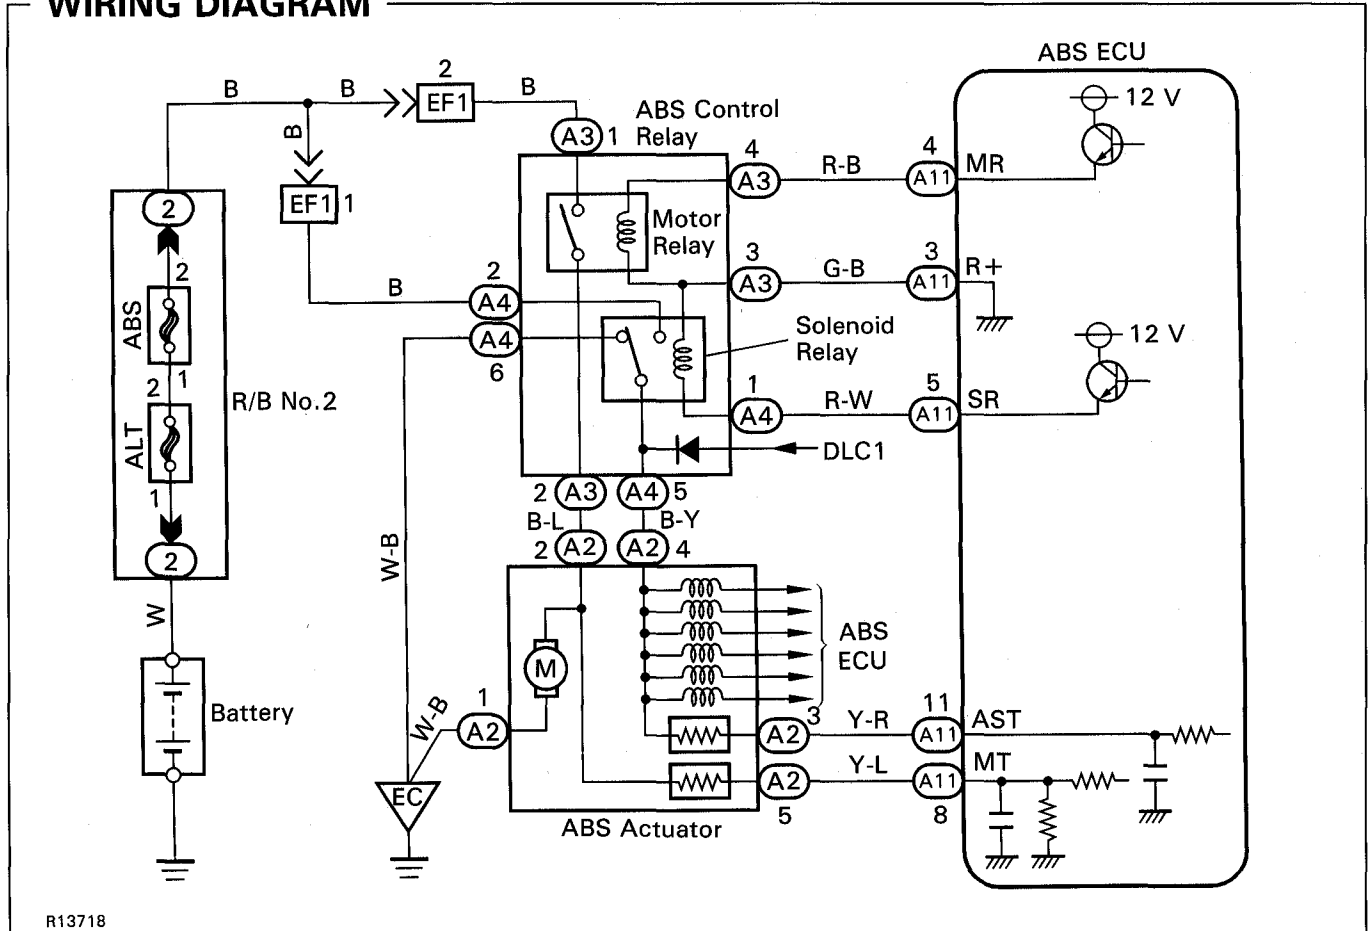 WIRING DIAGRAM
ABS ECU
B
B
2
EF1
B
B
EF1
1
A3
1
ABS Control
Relay
4
A3
R-B
4
A11
MR
12 V
Motor
Relay
3
A3
G-B
3
A11
R+
2
2
ABS
1
2
ALT
1
2
R/B No.2
W
Battery
B
2
A4
A4
6
Solenoid
Relay
1
A4
R-W
5
A11
SR
12 V
DLC1
2
A3
A4
5
B-L
B-Y
2
A2
A2
4
W-B
W-B
1
A2
M
ABS
ECU
3
A2
Y-R
11
A11
AST
A2
5
Y-L
A11
8
MT
EC
ABS Actuator
R13718